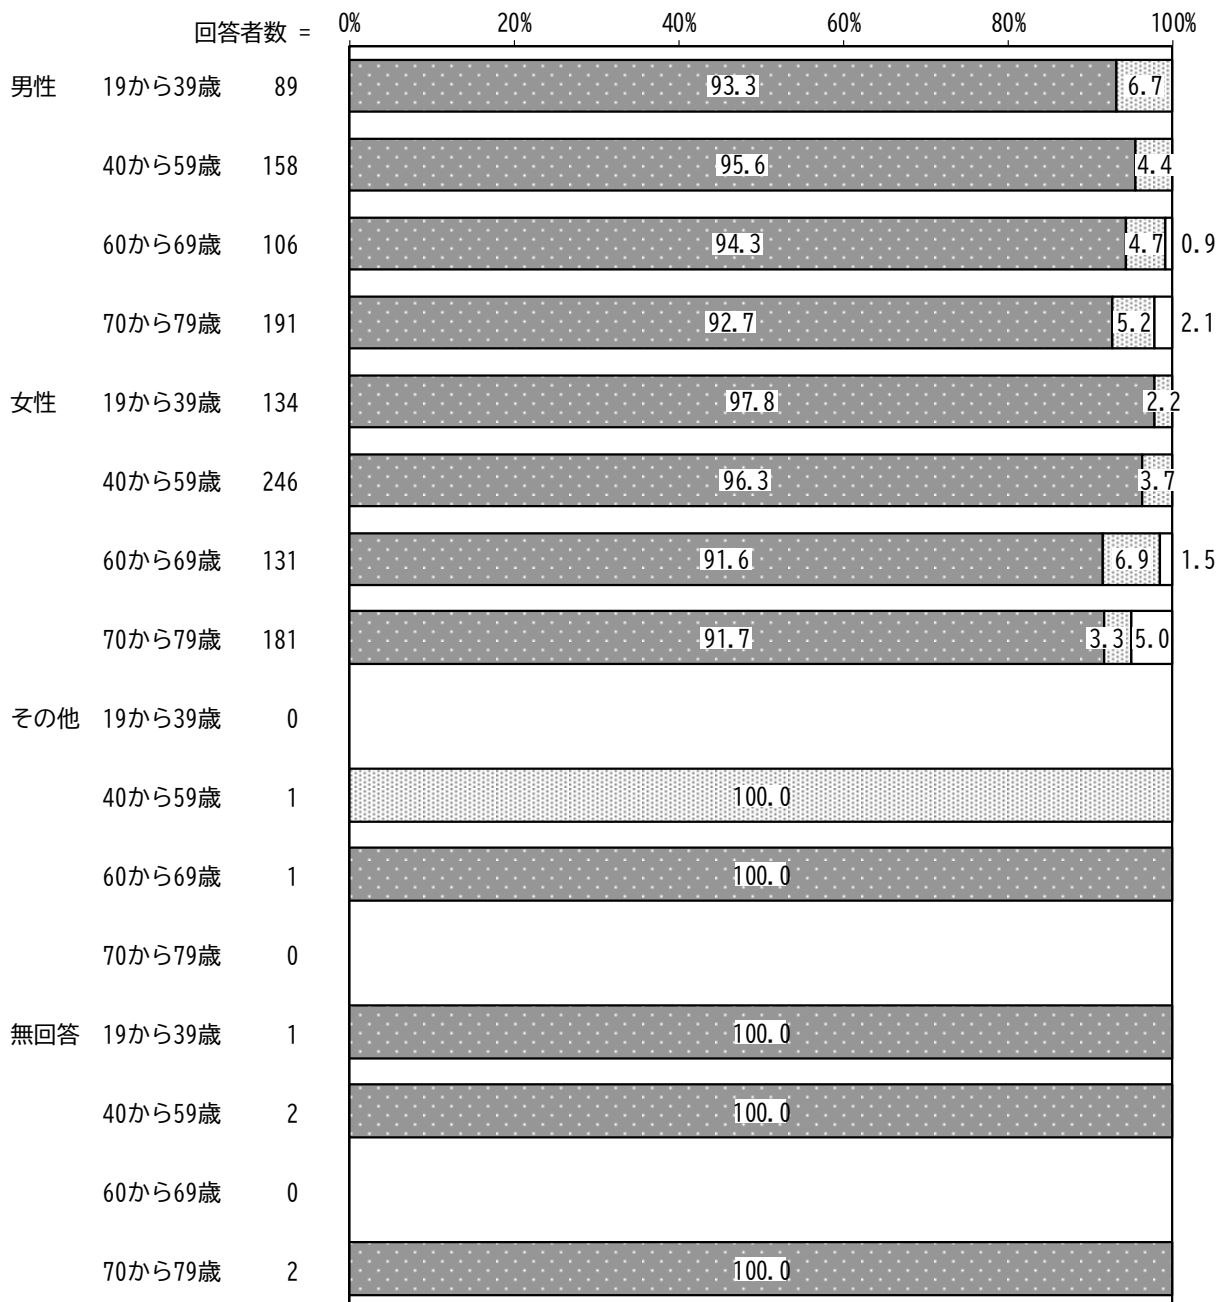 回答者数 = 0% 20% 40% 60% 80% 100%
男性 19から39歳 89 93.3 6.7
40から59歳 158 95.6 4.4
60から69歳 106 94.3 4.7 0.9
70から79歳 191 92.7 5.2 2.1
女性 19から39歳 134 97.8 2.2
40から59歳 246 96.3 3.7
60から69歳 131 91.6 6.9 1.5
70から79歳 181 91.7 3.3 5.0
その他 19から39歳 0
40から59歳 1 100.0
60から69歳 1 100.0
70から79歳 0
無回答 19から39歳 1 100.0
40から59歳 2 100.0
60から69歳 0
70から79歳 2 100.0